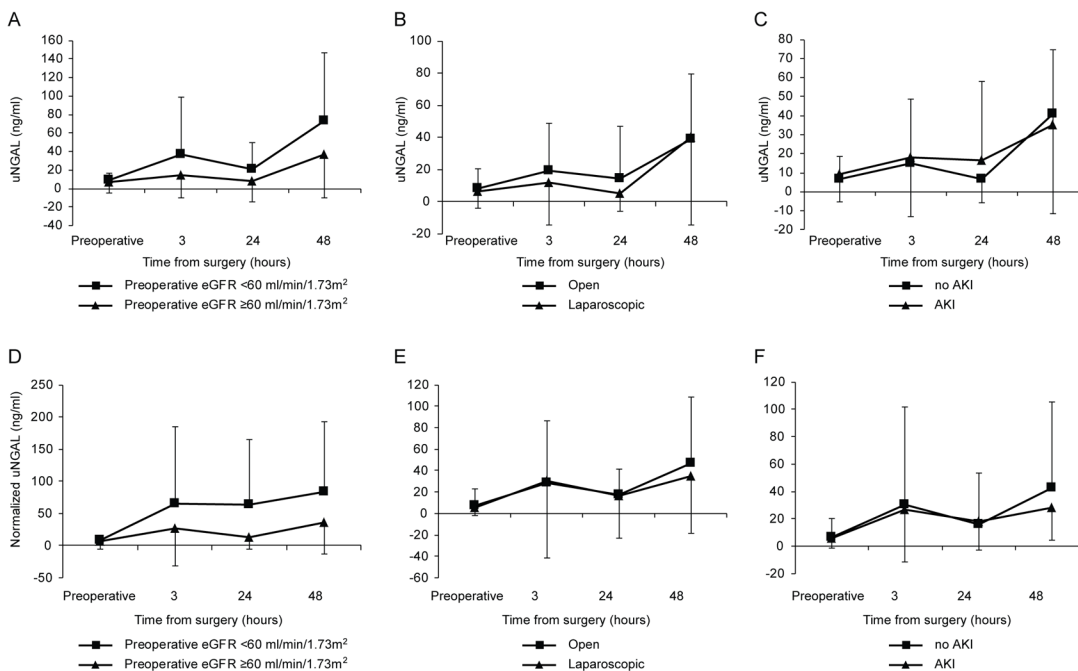 A
uNGAL (ng/ml)
160
140
120
100
80
60
40
20
0
−20
−40
Preoperative 3 24 48
Time from surgery (hours)
Preoperative eGFR <60 ml/min/1.73m²
Preoperative eGFR ≥60 ml/min/1.73m²
B
uNGAL (ng/ml)
100
80
60
40
20
0
−20
Preoperative 3 24 48
Time from surgery (hours)
Open
Laparoscopic
C
uNGAL (ng/ml)
80
70
60
50
40
30
20
10
0
−10
−20
Preoperative 3 24 48
Time from surgery (hours)
no AKI
AKI
D
Normalized uNGAL (ng/ml)
250
200
150
100
50
0
−50
Preoperative 3 24 48
Time from surgery (hours)
Preoperative eGFR <60 ml/min/1.73m²
Preoperative eGFR ≥60 ml/min/1.73m²
E
120
100
80
60
40
20
0
−20
−40
−60
Preoperative 3 24 48
Time from surgery (hours)
Open
Laparoscopic
F
120
100
80
60
40
20
0
−20
Preoperative 3 24 48
Time from surgery (hours)
no AKI
AKI